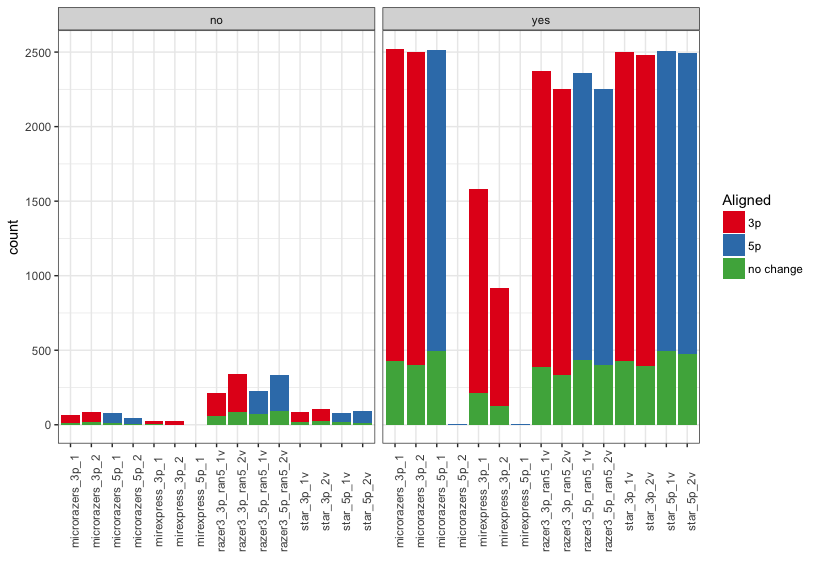 no
yes
2500
2000
1500
1000
500
0
count
Aligned
3p
5p
no change
microrazers_3p_1
microrazers_3p_2
microrazers_5p_1
microrazers_5p_2
mirexpress_3p_1
mirexpress_3p_2
mirexpress_5p_1
razer3_3p_ran5_1v
razer3_3p_ran5_2v
razer3_5p_ran5_1v
razer3_5p_ran5_2v
star_3p_1v
star_3p_2v
star_5p_1v
star_5p_2v
microrazers_3p_1
microrazers_3p_2
microrazers_5p_1
microrazers_5p_2
mirexpress_3p_1
mirexpress_3p_2
mirexpress_5p_1
razer3_3p_ran5_1v
razer3_3p_ran5_2v
razer3_5p_ran5_1v
razer3_5p_ran5_2v
star_3p_1v
star_3p_2v
star_5p_1v
star_5p_2v